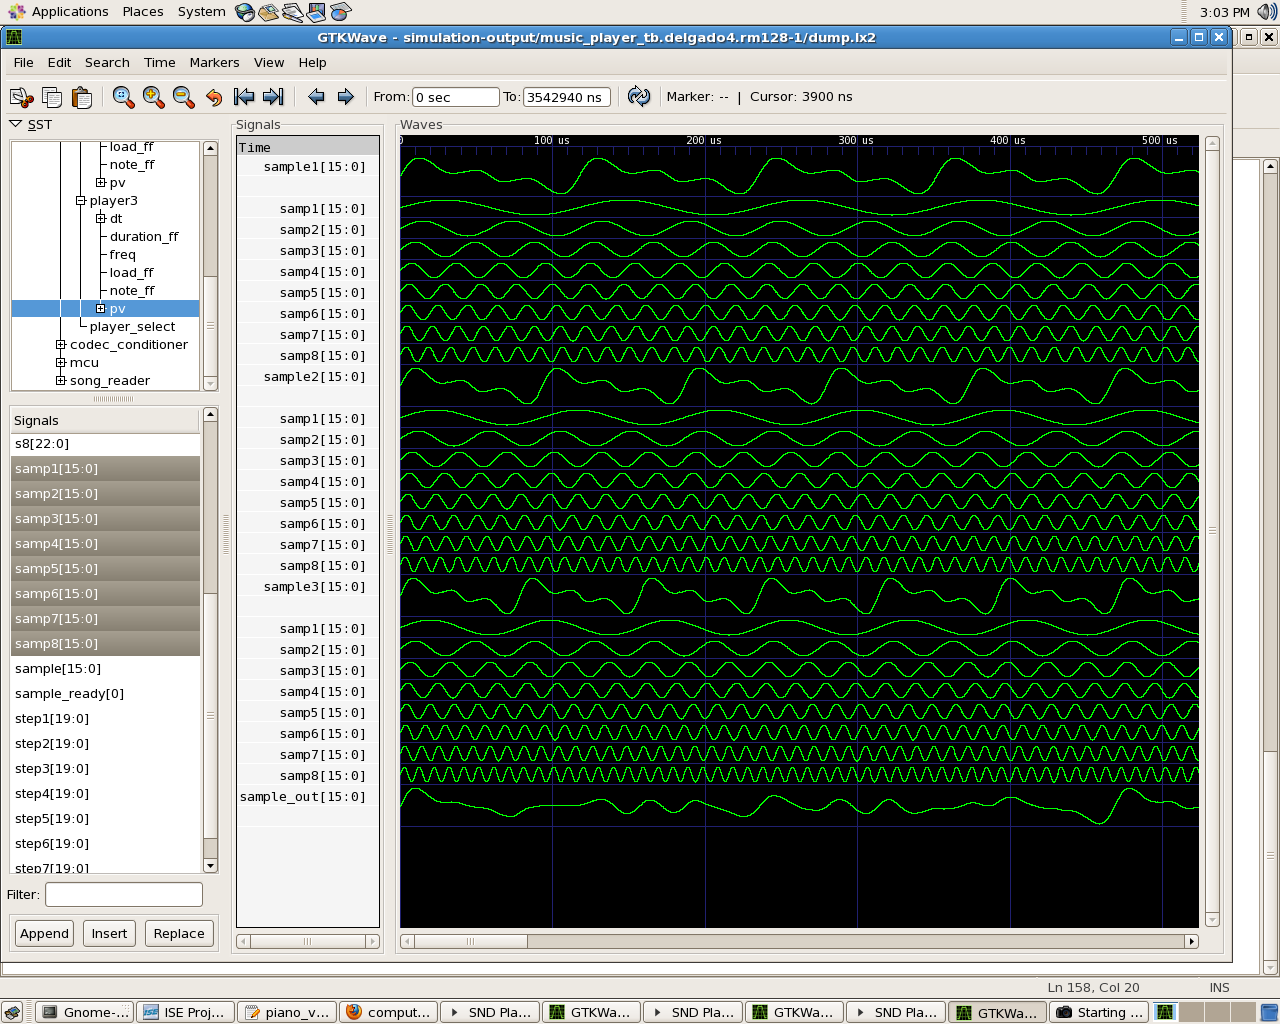 Applications Places System 3:03 PM
GTKWave - simulation-output/music_player_tb.delgado4.rm128-1/dump.lx2
File Edit Search Time Markers View Help
From: 0 sec To: 3542940 ns Marker: -- | Cursor: 3900 ns
SST
load_ff
note_ff
pv
player3
dt
duration_ff
freq
load_ff
note_ff
pv
player_select
codec_conditioner
mcu
song_reader
Signals
s8[22:0]
samp1[15:0]
samp2[15:0]
samp3[15:0]
samp4[15:0]
samp5[15:0]
samp6[15:0]
samp7[15:0]
samp8[15:0]
sample[15:0]
sample_ready[0]
step1[19:0]
step2[19:0]
step3[19:0]
step4[19:0]
step5[19:0]
step6[19:0]
step7[19:0]
Filter:
Append Insert Replace
Signals
Time
sample1[15:0]
samp1[15:0]
samp2[15:0]
samp3[15:0]
samp4[15:0]
samp5[15:0]
samp6[15:0]
samp7[15:0]
samp8[15:0]
sample2[15:0]
samp1[15:0]
samp2[15:0]
samp3[15:0]
samp4[15:0]
samp5[15:0]
samp6[15:0]
samp7[15:0]
samp8[15:0]
sample3[15:0]
samp1[15:0]
samp2[15:0]
samp3[15:0]
samp4[15:0]
samp5[15:0]
samp6[15:0]
samp7[15:0]
samp8[15:0]
sample_out[15:0]
Waves
0 100 us 200 us 300 us 400 us 500 us
Ln 158, Col 20 INS
Gnome-... ISE Proj... piano_v... comput... SND Pla... GTKWa... SND Pla... GTKWa... SND Pla... GTKWa... Starting ...